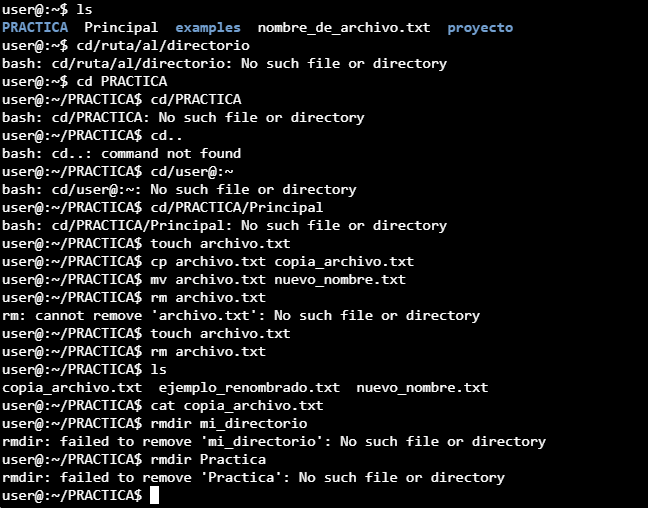 user@:~$ ls
PRACTICA  Principal  examples  nombre_de_archivo.txt  proyecto
user@:~$ cd/ruta/al/directorio
bash: cd/ruta/al/directorio: No such file or directory
user@:~$ cd PRACTICA
user@:~/PRACTICA$ cd/PRACTICA
bash: cd/PRACTICA: No such file or directory
user@:~/PRACTICA$ cd..
bash: cd..: command not found
user@:~/PRACTICA$ cd/user@:~
bash: cd/user@:~: No such file or directory
user@:~/PRACTICA$ cd/PRACTICA/Principal
bash: cd/PRACTICA/Principal: No such file or directory
user@:~/PRACTICA$ touch archivo.txt
user@:~/PRACTICA$ cp archivo.txt copia_archivo.txt
user@:~/PRACTICA$ mv archivo.txt nuevo_nombre.txt
user@:~/PRACTICA$ rm archivo.txt
rm: cannot remove 'archivo.txt': No such file or directory
user@:~/PRACTICA$ touch archivo.txt
user@:~/PRACTICA$ rm archivo.txt
user@:~/PRACTICA$ ls
copia_archivo.txt  ejemplo_renombrado.txt  nuevo_nombre.txt
user@:~/PRACTICA$ cat copia_archivo.txt
user@:~/PRACTICA$ rmdir mi_directorio
rmdir: failed to remove 'mi_directorio': No such file or directory
user@:~/PRACTICA$ rmdir Practica
rmdir: failed to remove 'Practica': No such file or directory
user@:~/PRACTICA$